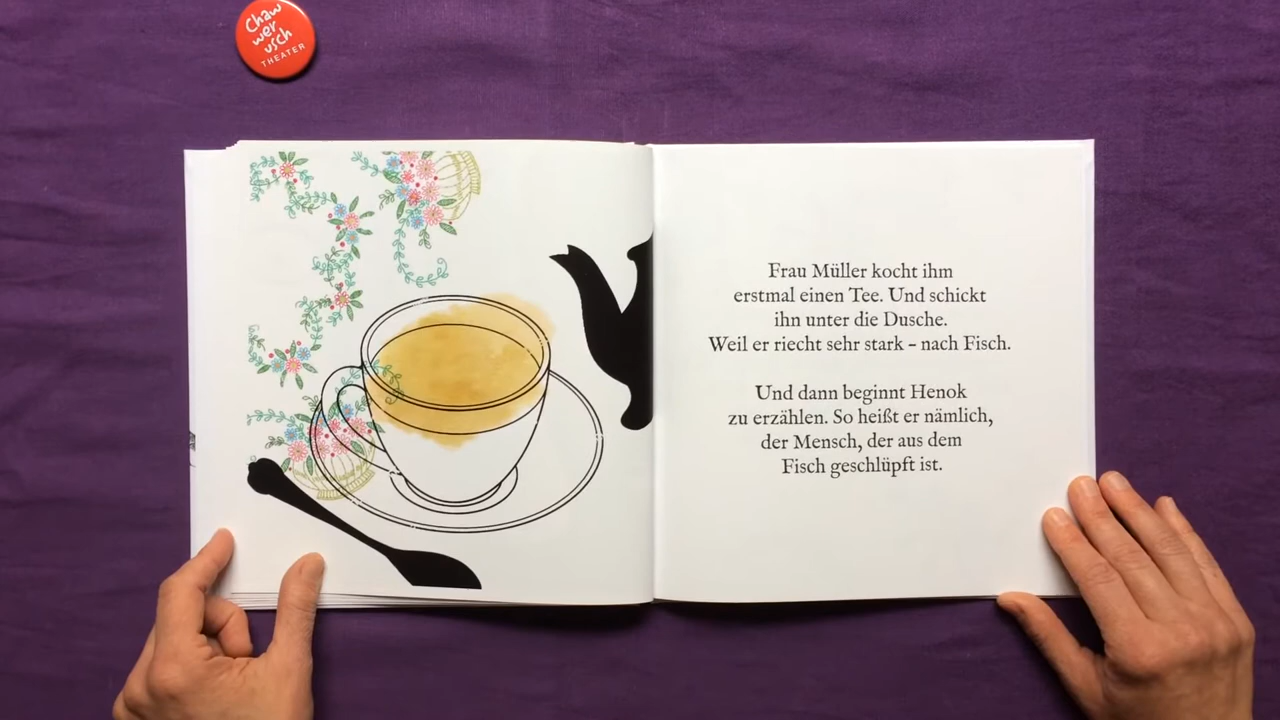 Chaw
wer
usch
THEATER
Frau Müller kocht ihm
erstmal einen Tee. Und schickt
ihn unter die Dusche.
Weil er riecht sehr stark – nach Fisch.
Und dann beginnt Henok
zu erzählen. So heißt er nämlich,
der Mensch, der aus dem
Fisch geschlüpft ist.